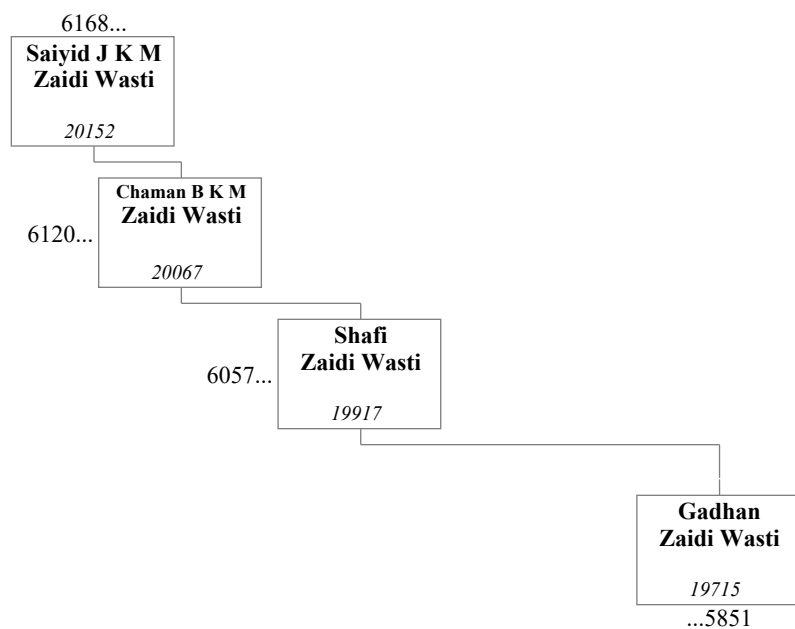 6168...
Saiyid J K M
Zaidi Wasti
20152
Chaman B K M
Zaidi Wasti
6120...
20067
Shafi
Zaidi Wasti
6057...
19917
Gadhan
Zaidi Wasti
19715
...5851